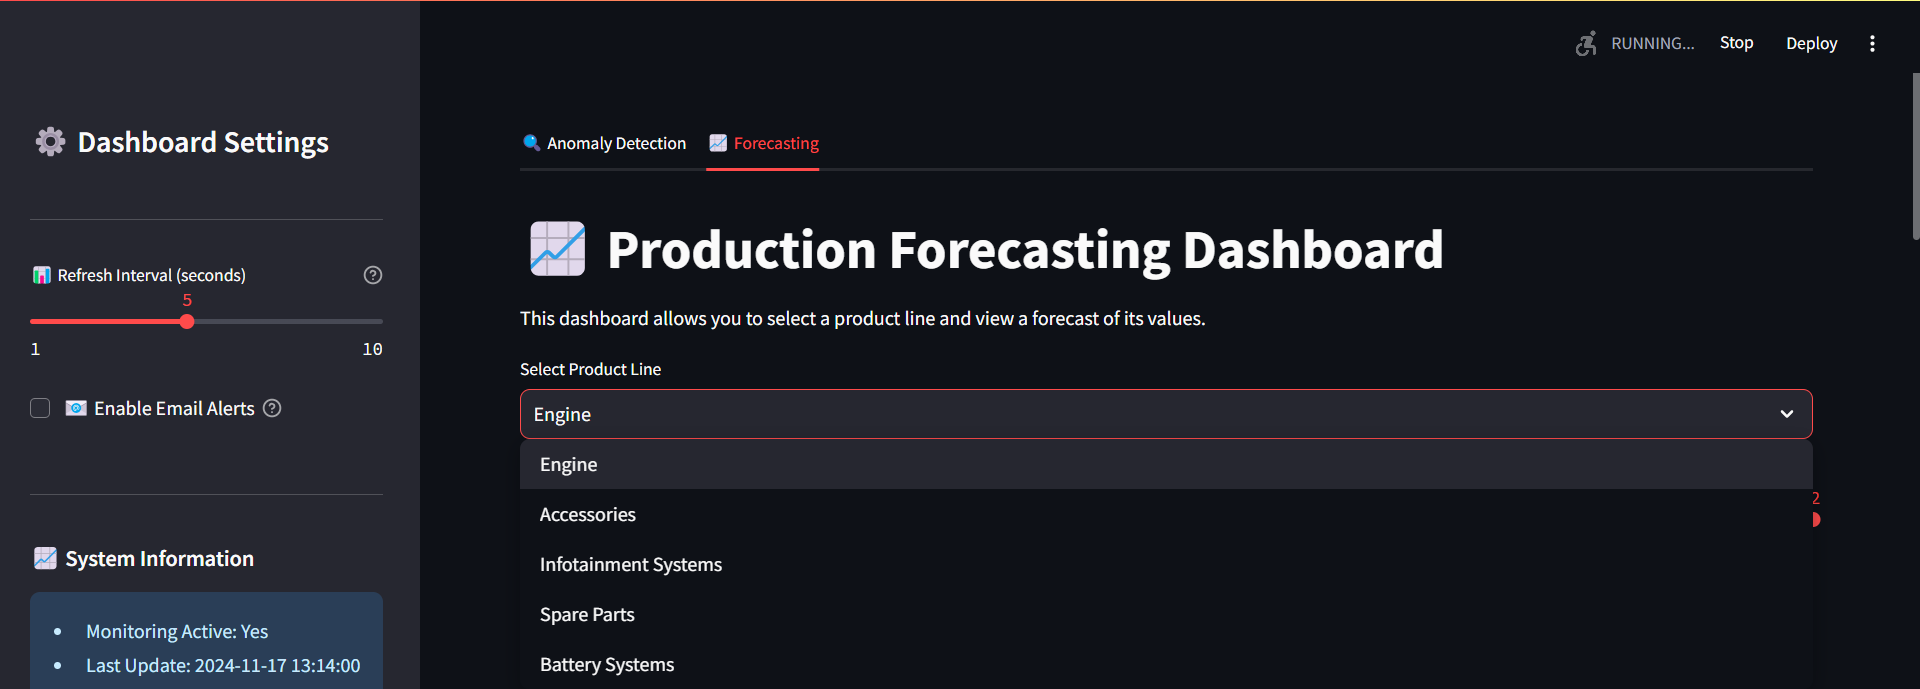 RUNNING...
Stop
Deploy
Dashboard Settings
Refresh Interval (seconds)
5
1
10
Enable Email Alerts
System Information
Monitoring Active: Yes
Last Update: 2024-11-17 13:14:00
Anomaly Detection
Forecasting
Production Forecasting Dashboard
This dashboard allows you to select a product line and view a forecast of its values.
Select Product Line
Engine
Engine
Accessories
Infotainment Systems
Spare Parts
Battery Systems